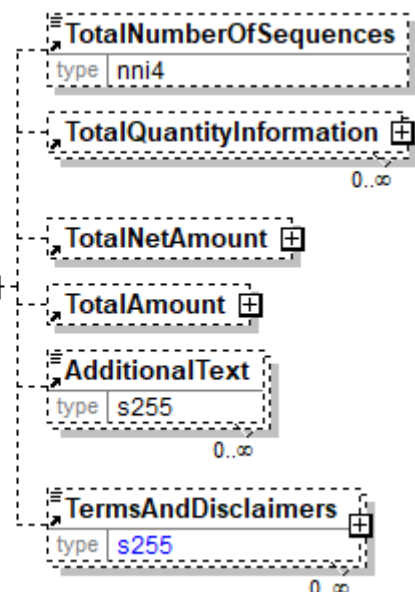 TotalNumberOfSequences
type nni4
TotalQuantityInformation
0..∞
TotalNetAmount
TotalAmount
AdditionalText
type s255
0..∞
TermsAndDisclaimers
type s255
0..∞